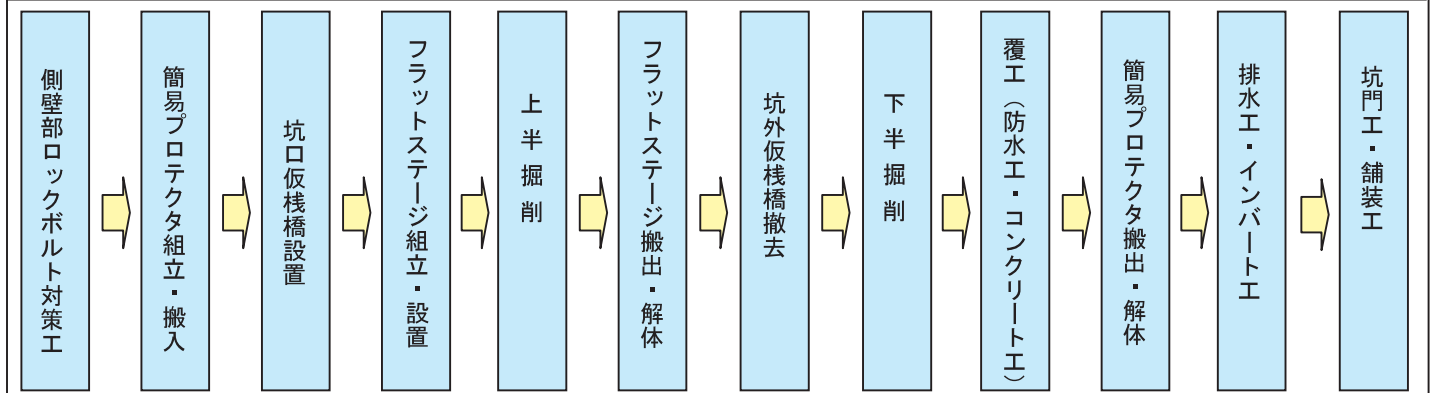 側壁部ロックボルト対策工
簡易プロテクタ組立・搬入
坑口仮桟橋設置
フラットステージ組立・設置
上半掘削
フラットステージ搬出・解体
坑外仮桟橋撤去
下半掘削
覆工（防水工・コンクリート工）
簡易プロテクタ搬出・解体
排水工・インバート工
坑門工・舗装工